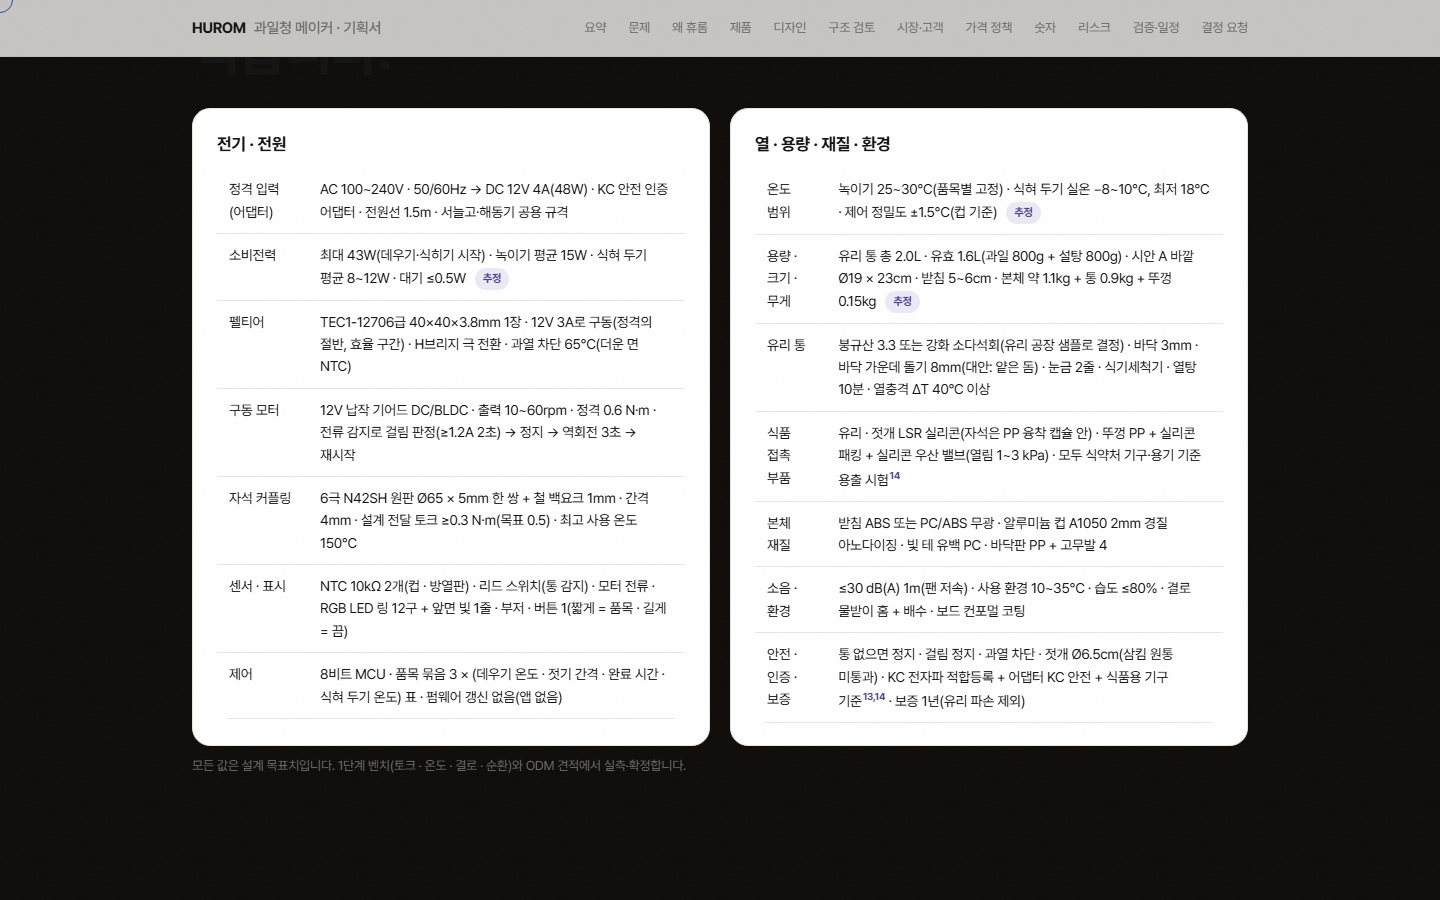 HUROM 과일청 메이커 · 기획서
요약 문제 왜 휴롬 제품 디자인 구조 검토 시장·고객 가격 정책 숫자 리스크 검증·일정 결정 요청
전기 · 전원
정격 입력 (어댑터)
AC 100~240V · 50/60Hz → DC 12V 4A(48W) · KC 안전 인증
어댑터 · 전원선 1.5m · 서늘고·해동기 공용 규격
소비전력
최대 43W(데우기·식히기 시작) · 녹이기 평균 15W · 식혀 두기
평균 8~12W · 대기 ≤0.5W 추정
펠티어
TEC1-12706급 40×40×3.8mm 1장 · 12V 3A로 구동(정격의
절반, 효율 구간) · H브리지 극 전환 · 과열 차단 65°C(더운 면
NTC)
구동 모터
12V 납작 기어드 DC/BLDC · 출력 10~60rpm · 정격 0.6 N·m ·
전류 감지로 걸림 판정(≥1.2A 2초) → 정지 → 역회전 3초 →
재시작
자석 커플링
6극 N42SH 원판 Ø65 × 5mm 한 쌍 + 철 백요크 1mm · 간격
4mm · 설계 전달 토크 ≥0.3 N·m(목표 0.5) · 최고 사용 온도
150°C
센서 · 표시
NTC 10kΩ 2개(컵 · 방열판) · 리드 스위치(통 감지) · 모터 전류 ·
RGB LED 링 12구 + 앞면 빛 1줄 · 부저 · 버튼 1(짧게 = 품목 · 길게
= 끔)
제어
8비트 MCU · 품목 묶음 3 × (데우기 온도 · 젓기 간격 · 완료 시간 ·
식혀 두기 온도) 표 · 펌웨어 갱신 없음(앱 없음)
열 · 용량 · 재질 · 환경
온도 범위
녹이기 25~30°C(품목별 고정) · 식혀 두기 실온 −8~10°C, 최저 18°C
· 제어 정밀도 ±1.5°C(컵 기준) 추정
용량 · 크기 · 무게
유리 통 총 2.0L · 유효 1.6L(과일 800g + 설탕 800g) · 시안 A 바깥
Ø19 × 23cm · 받침 5~6cm · 본체 약 1.1kg + 통 0.9kg + 뚜껑
0.15kg 추정
유리 통
붕규산 3.3 또는 강화 소다석회(유리 공장 샘플로 결정) · 바닥 3mm ·
바닥 가운데 돌기 8mm(대안: 얕은 돔) · 눈금 2줄 · 식기세척기 · 열탕
10분 · 열충격 ΔT 40°C 이상
식품 접촉 부품
유리 · 젓개 LSR 실리콘(자석은 PP 융착 캡슐 안) · 뚜껑 PP + 실리콘
패킹 + 실리콘 우산 밸브(열림 1~3 kPa) · 모두 식약처 기구·용기 기준
용출 시험14
본체 재질
받침 ABS 또는 PC/ABS 무광 · 알루미늄 컵 A1050 2mm 경질
아노다이징 · 빛 테 유백 PC · 바닥판 PP + 고무발 4
소음 · 환경
≤30 dB(A) 1m(팬 저속) · 사용 환경 10~35°C · 습도 ≤80% · 결로
물받이 홈 + 배수 · 보드 컨포멀 코팅
안전 · 인증 · 보증
통 없으면 정지 · 걸림 정지 · 과열 차단 · 젓개 Ø6.5cm(삼킴 원통
미통과) · KC 전자파 적합등록 + 어댑터 KC 안전 + 식품용 기구
기준13,14 · 보증 1년(유리 파손 제외)
모든 값은 설계 목표치입니다. 1단계 벤치(토크 · 온도 · 결로 · 순환)와 ODM 견적에서 실측·확정합니다.